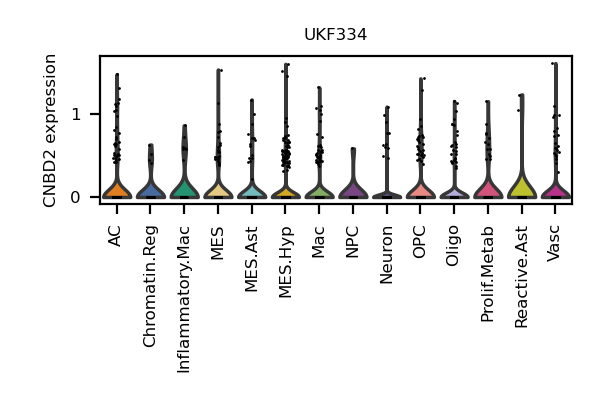 UKF334
CNBD2 expression
1
0
AC
Chromatin.Reg
Inflammatory.Mac
MES
MES.Ast
MES.Hyp
Mac
NPC
Neuron
OPC
Oligo
Prolif.Metab
Reactive.Ast
Vasc